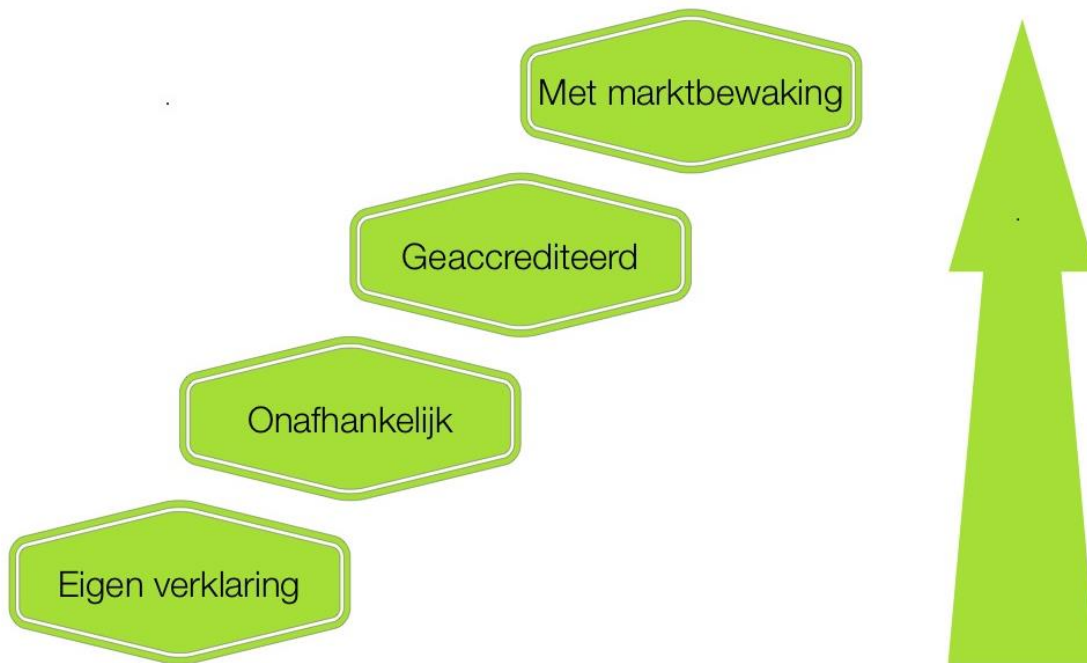 Met marktbewaking
Geaccrediteerd
Onafhankelijk
Eigen verklaring